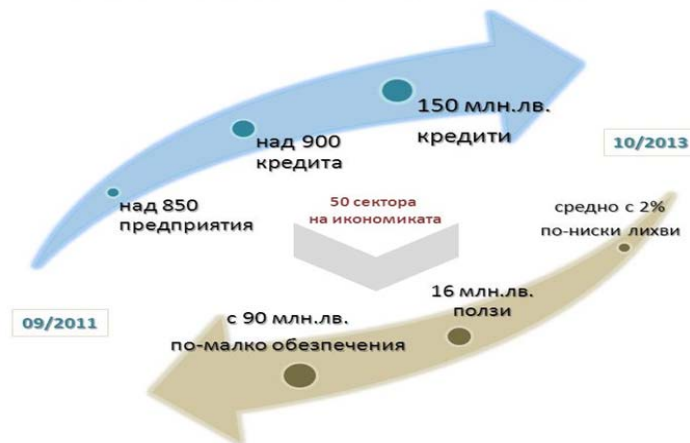 150 млн.лв.
кредити
над 900
кредита
над 850
предприятия
10/2013
50 сектора
на икономиката
средно с 2%
по-ниски лихви
16 млн.лв.
ползи
с 90 млн.лв.
по-малко обезпечения
09/2011